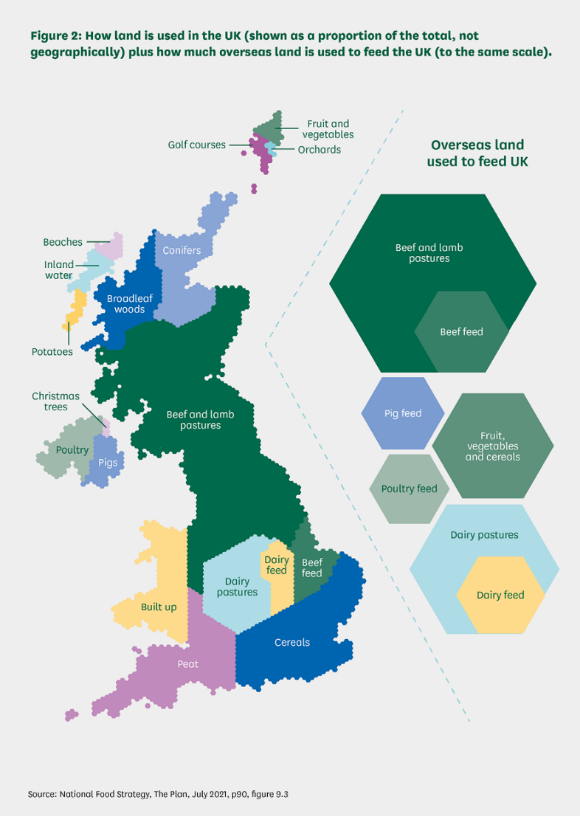 Figure 2: How land is used in the UK (shown as a proportion of the total, not
geographically) plus how much overseas land is used to feed the UK (to the same scale).
Fruit and
vegetables
Golf courses
Orchards
Overseas land
used to feed UK
Beaches
Conifers
Inland
water
Broadleaf
woods
Potatoes
Christmas
trees
Beef and lamb
pastures
Poultry
Pigs
Dairy
feed
Beef
feed
Dairy
pastures
Built up
Cereals
Peat
Beef and lamb
pastures
Beef feed
Pig feed
Fruit,
vegetables
and cereals
Poultry feed
Dairy pastures
Dairy feed
Source: National Food Strategy, The Plan, July 2021, p90, figure 9.3